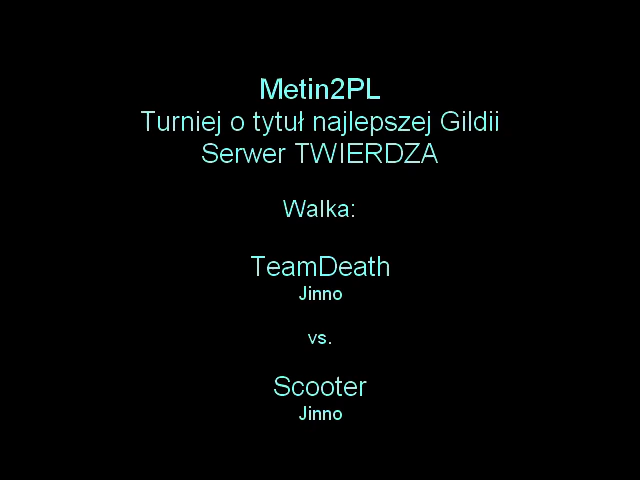 Metin2PL
Turniej o tytuł najlepszej Gildii
Serwer TWIERDZA
Walka:
TeamDeath
Jinno
vs.
Scooter
Jinno